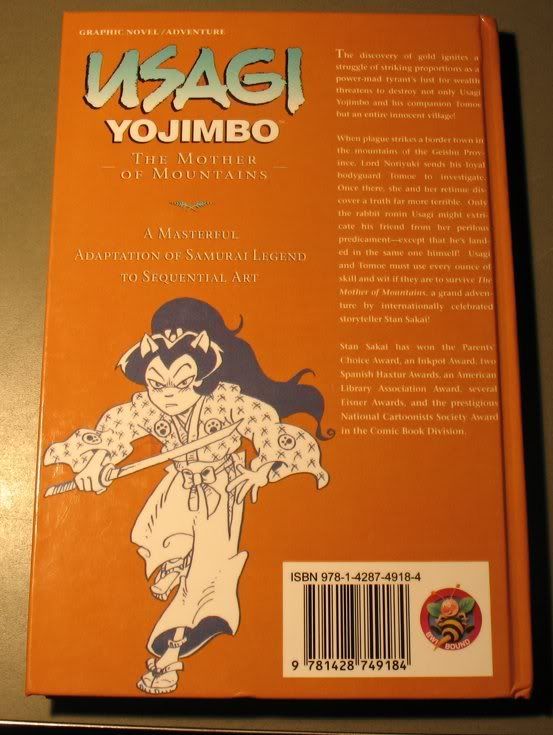 GRAPHIC NOVEL/ADVENTURE
USAGI
YOJIMBO™
THE MOTHER
OF MOUNTAINS
A MASTERFUL
ADAPTATION OF SAMURAI LEGEND
TO SEQUENTIAL ART
The discovery of gold ignites a
struggle of striking proportions as a
power-mad tyrant's lust for wealth
threatens to destroy not only Usagi
Yojimbo and his companion Tomoe
but an entire innocent village!
When plague strikes a border town in
the mountains of the Geishu Prov-
ince, Lord Noriyuki sends his loyal
bodyguard Tomoe to investigate.
Once there, she and her retinue dis-
cover a truth far more terrible. Only
the rabbit ronin Usagi might extri-
cate his friend from her perilous
predicament—except that he's land-
ed in the same one himself! Usagi
and Tomoe must use every ounce of
skill and wit if they are to survive The
Mother of Mountains, a grand adven-
ture by internationally celebrated
storyteller Stan Sakai!
Stan Sakai has won the Parents'
Choice Award, an Inkpot Award, two
Spanish Haxtur Awards, an American
Library Association Award, several
Eisner Awards, and the prestigious
National Cartoonists Society Award
in the Comic Book Division.
ISBN 978-1-4287-4918-4
9 781428 749184
BWI BOUND